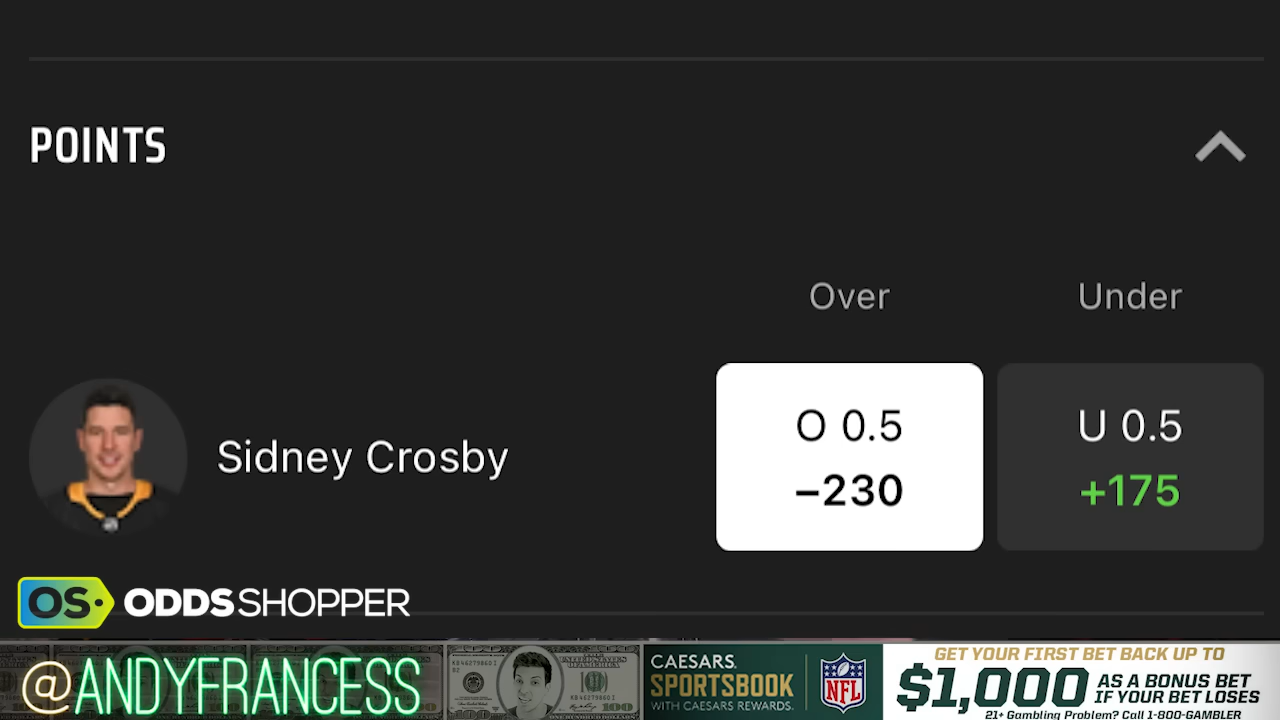 POINTS
Over Under
Sidney Crosby
O 0.5
−230
U 0.5
+175
OS. ODDSSHOPPER
@ANDYFRANCESS
KB46279860I
100
CAESARS
SPORTSBOOK
WITH CAESARS REWARDS.
NFL
GET YOUR FIRST BET BACK UP TO
$1,000 AS A BONUS BET
IF YOUR BET LOSES
21+ Gambling Problem? Call 1-800-GAMBLER